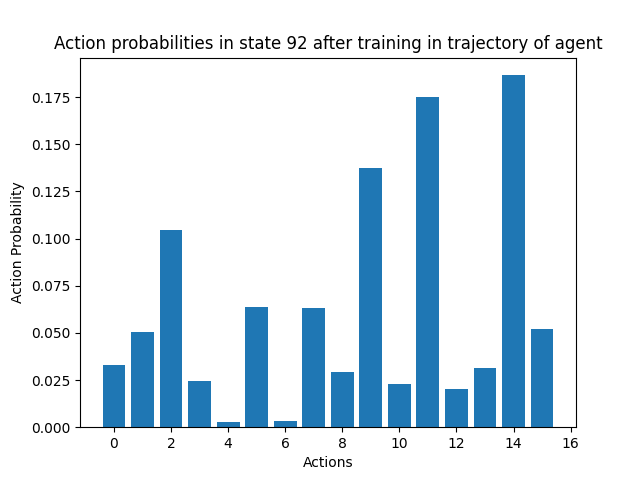 Action probabilities in state 92 after training in trajectory of agent
0.175
0.150
0.125
0.100
0.075
0.050
0.025
0.000
Action Probability
0 2 4 6 8 10 12 14 16
Actions